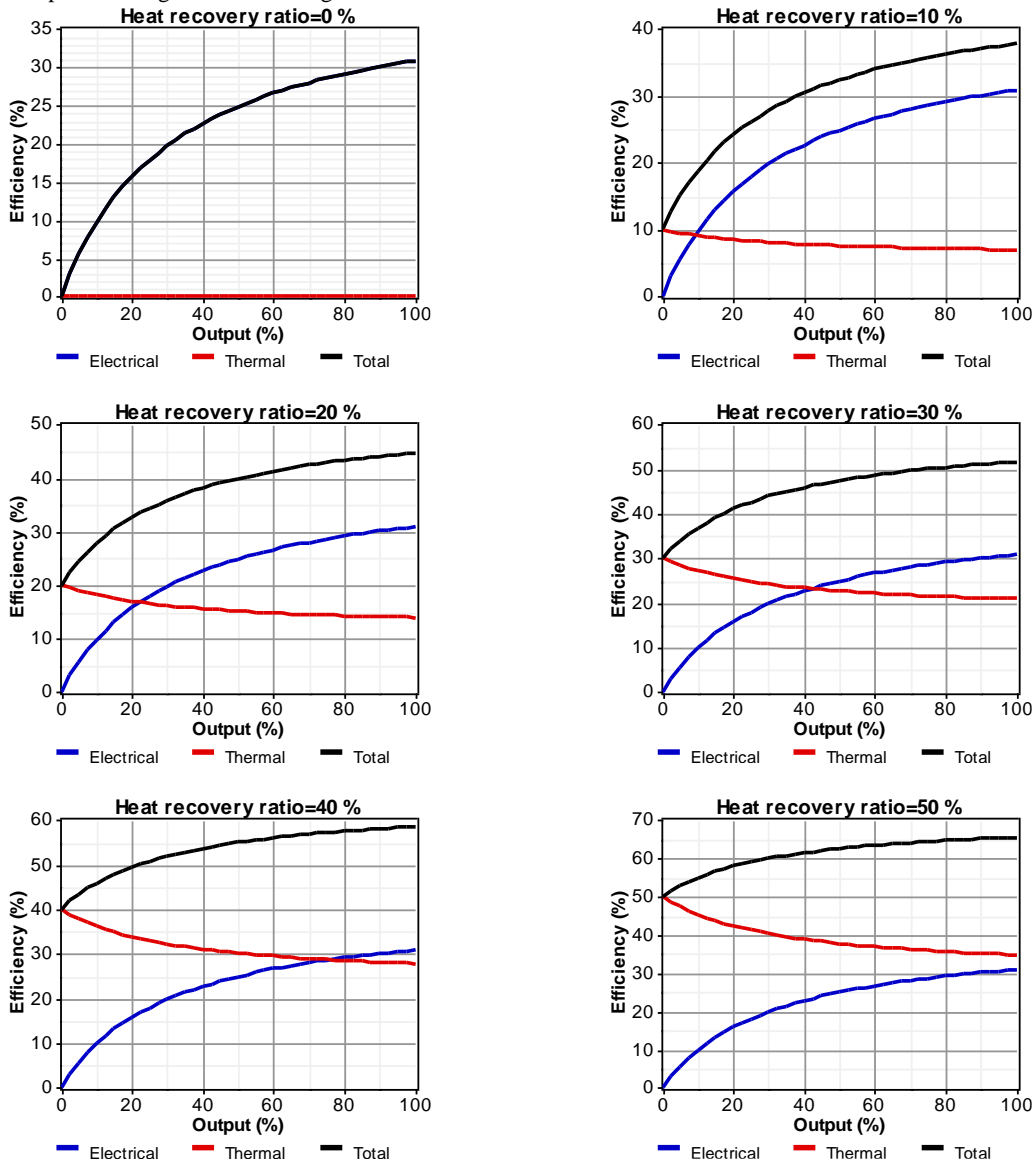 Heat recovery ratio=0 %
35
30
25
20
15
10
5
0
Efficiency (%)
0 20 40 60 80 100
Output (%)
Electrical Thermal Total
Heat recovery ratio=10 %
40
30
20
10
0
Efficiency (%)
0 20 40 60 80 100
Output (%)
Electrical Thermal Total
Heat recovery ratio=20 %
50
40
30
20
10
0
Efficiency (%)
0 20 40 60 80 100
Output (%)
Electrical Thermal Total
Heat recovery ratio=30 %
60
50
40
30
20
10
0
Efficiency (%)
0 20 40 60 80 100
Output (%)
Electrical Thermal Total
Heat recovery ratio=40 %
60
50
40
30
20
10
0
Efficiency (%)
0 20 40 60 80 100
Output (%)
Electrical Thermal Total
Heat recovery ratio=50 %
70
60
50
40
30
20
10
0
Efficiency (%)
0 20 40 60 80 100
Output (%)
Electrical Thermal Total